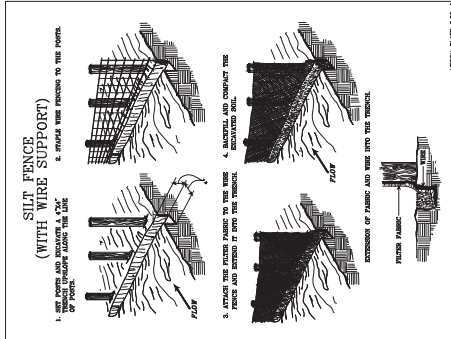 SILT FENCE
(WITH WIRE SUPPORT)
1. SET POSTS AND EXCAVATE A 4"X4"
TRENCH UPSLOPE ALONG THE LINE
OF POSTS.
2. STAPLE WIRE FENCING TO THE POSTS.
FLOW
3. ATTACH THE FILTER FABRIC TO THE WIRE
FENCE AND EXTEND IT INTO THE TRENCH.
4. BACKFILL AND COMPACT THE
EXCAVATED SOIL.
FLOW
EXTENSION OF FABRIC AND WIRE INTO THE TRENCH.
FILTER FABRIC
WIRE